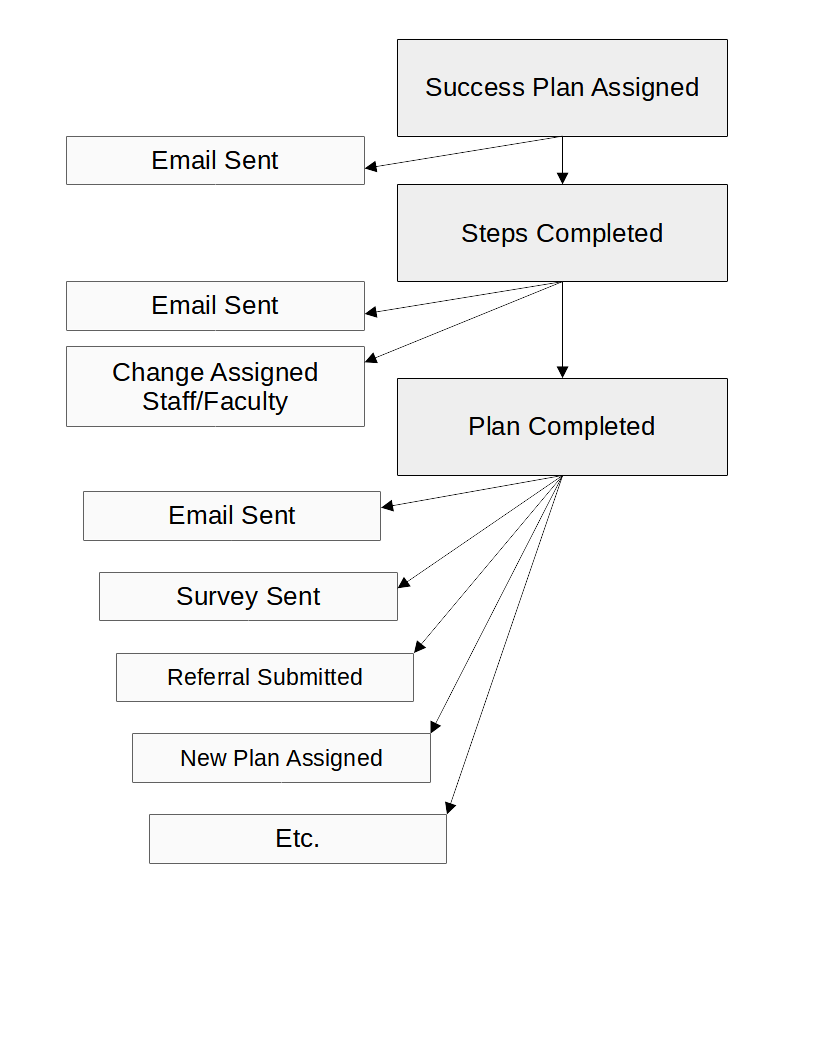 Success Plan Assigned
Email Sent
Steps Completed
Email Sent
Change Assigned
Staff/Faculty
Plan Completed
Email Sent
Survey Sent
Referral Submitted
New Plan Assigned
Etc.